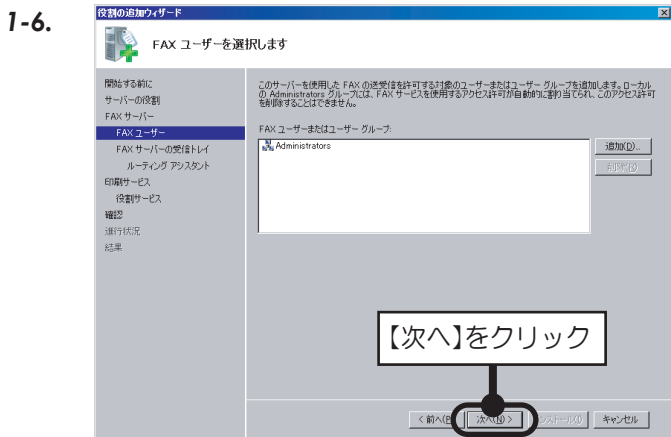 1-6.
役割の追加ウィザード
FAX ユーザーを選択します
開始する前に
サーバーの役割
FAX サーバー
FAX ユーザー
FAX サーバーの受信トレイ
ルーティング アシスタント
印刷サービス
役割サービス
確認
進行状況
結果
このサーバーを使用した FAX の送受信を許可する対象のユーザーまたはユーザー グループを追加します。ローカル
の Administrators グループには、FAX サービスを使用するアクセス許可が自動的に割り当てられ、このアクセス許可
を削除することはできません。
FAX ユーザーまたはユーザー グループ:
Administrators
追加(D)...
削除(R)
【次へ】をクリック
< 前へ(P
次へ(N) >
ストール(I)
キャンセル